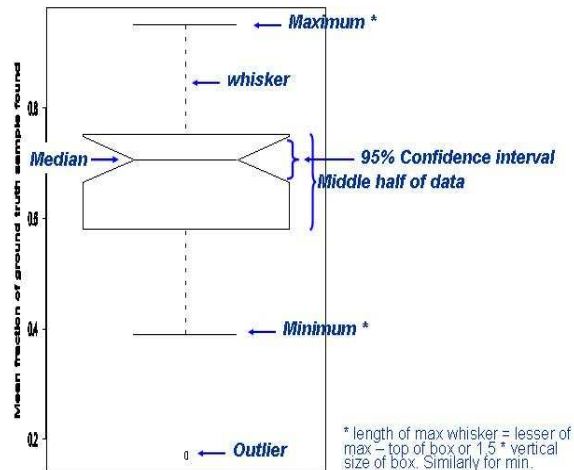 Maximum *
whisker
Median
95% Confidence interval
Middle half of data
Minimum *
Outlier
Mean fraction of ground truth sample found
0.8
0.6
0.4
0.2
* length of max whisker = lesser of
max – top of box or 1.5 * vertical
size of box. Similarly for min.